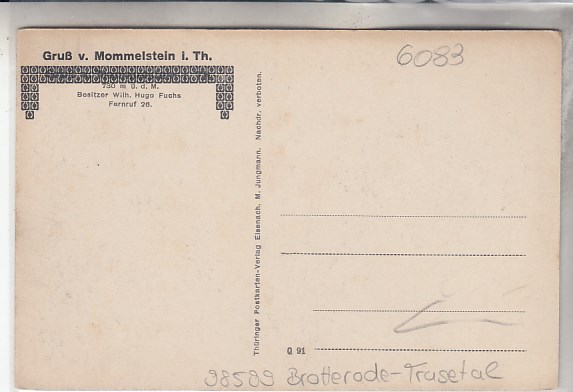 Gruß v. Mommelstein i. Th.
730 m ü. d. M.
Besitzer Wilh. Hugo Fuchs
Fernruf 26.
6083
Thüringer Postkarten-Verlag Eisenach, M. Jungmann. Nachdr. verboten.
Q 91
98589 Brotterode-Trusetal